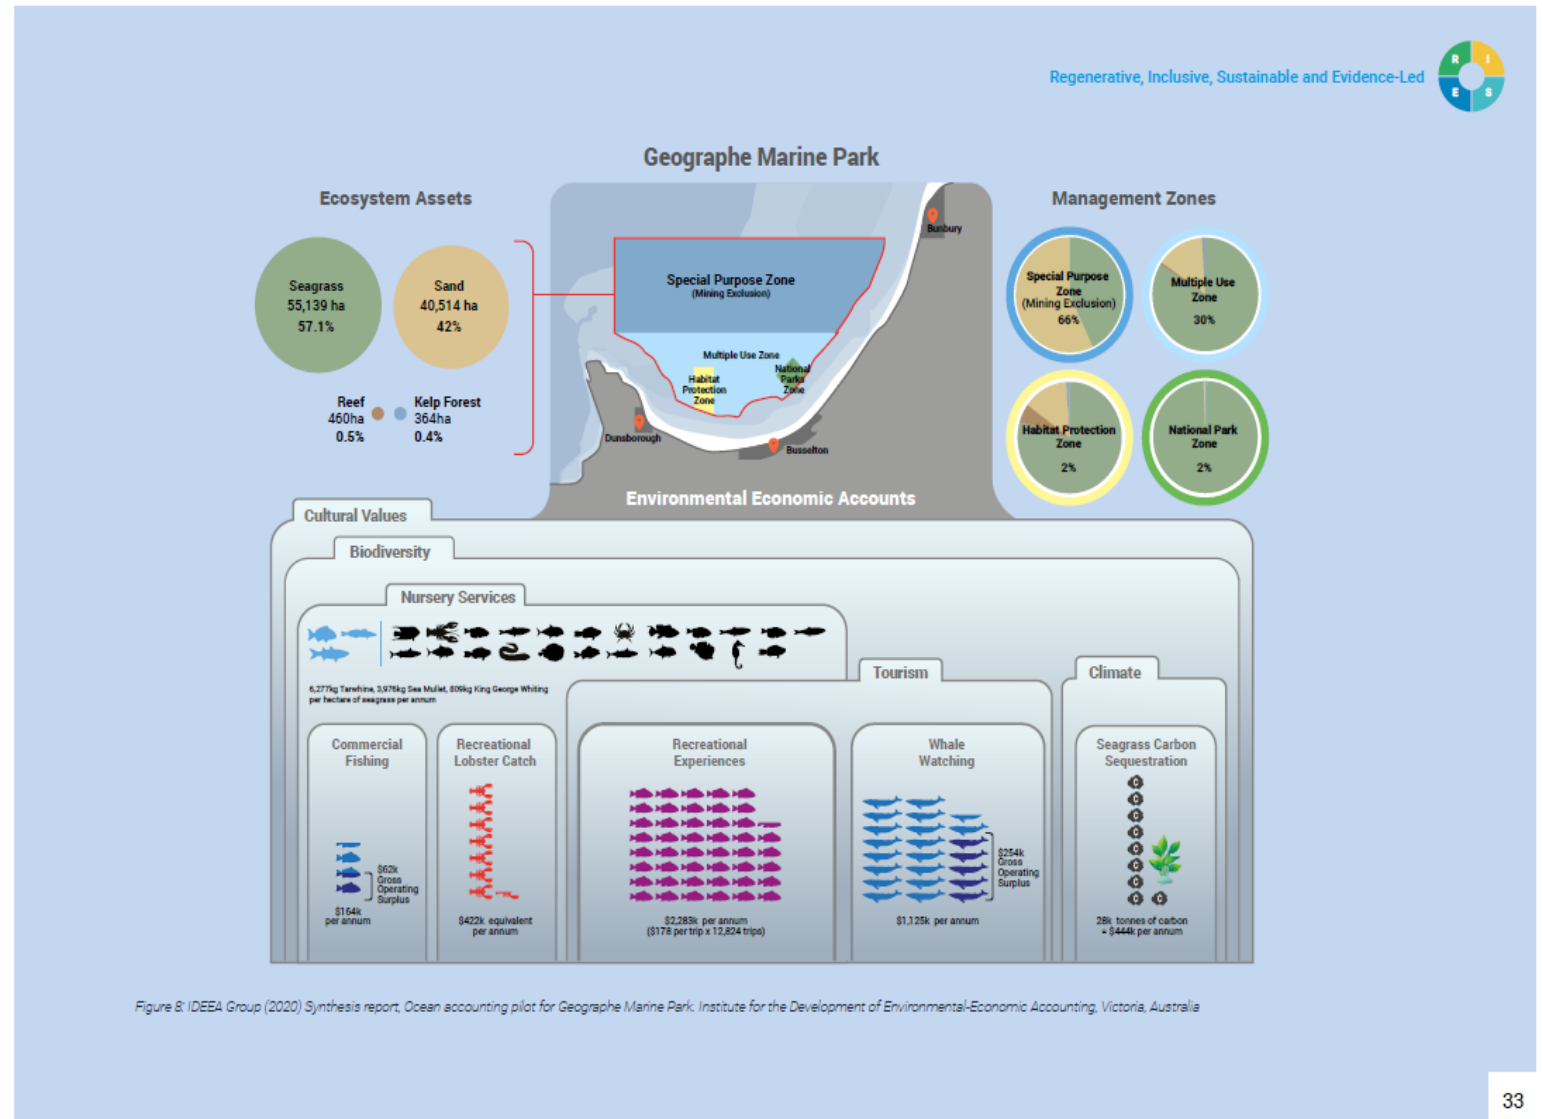 Regenerative, Inclusive, Sustainable and Evidence-Led
R I
E S
Geographe Marine Park
Ecosystem Assets
Seagrass
55,139 ha
57.1%
Sand
40,514 ha
42%
Reef
460ha
0.5%
Kelp Forest
364ha
0.4%
Bunbury
Special Purpose Zone
(Mining Exclusion)
Multiple Use Zone
Habitat
Protection
Zone
National
Parks
Zone
Dunsborough
Busselton
Management Zones
Special Purpose
Zone
(Mining Exclusion)
66%
Multiple Use
Zone
30%
Habitat Protection
Zone
2%
National Park
Zone
2%
Environmental Economic Accounts
Cultural Values
Biodiversity
Nursery Services
6,277kg Tarwhine, 3,976kg Sea Mullet, 809kg King George Whiting
per hectare of seagrass per annum
Tourism
Climate
Commercial
Fishing
$62k
Gross
Operating
Surplus
$164k
per annum
Recreational
Lobster Catch
$422k equivalent
per annum
Recreational
Experiences
$2,283k per annum
($178 per trip x 12,824 trips)
Whale
Watching
$254k
Gross
Operating
Surplus
$1,125k per annum
Seagrass Carbon
Sequestration
C
C
C
C
C
C
C
C C
28k tonnes of carbon
= $444k per annum
Figure 8: IDEEA Group (2020) Synthesis report, Ocean accounting pilot for Geographe Marine Park. Institute for the Development of Environmental-Economic Accounting, Victoria, Australia
33